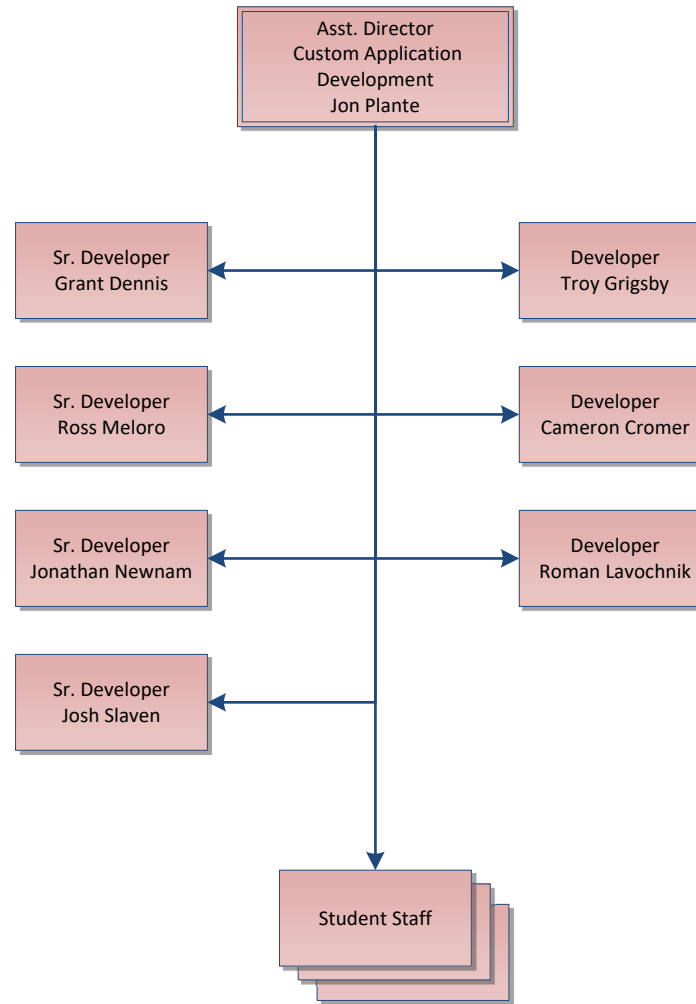 Asst. Director
Custom Application
Development
Jon Plante
Sr. Developer
Grant Dennis
Developer
Troy Grigsby
Sr. Developer
Ross Meloro
Developer
Cameron Cromer
Sr. Developer
Jonathan Newnam
Developer
Roman Lavochnik
Sr. Developer
Josh Slaven
Student Staff